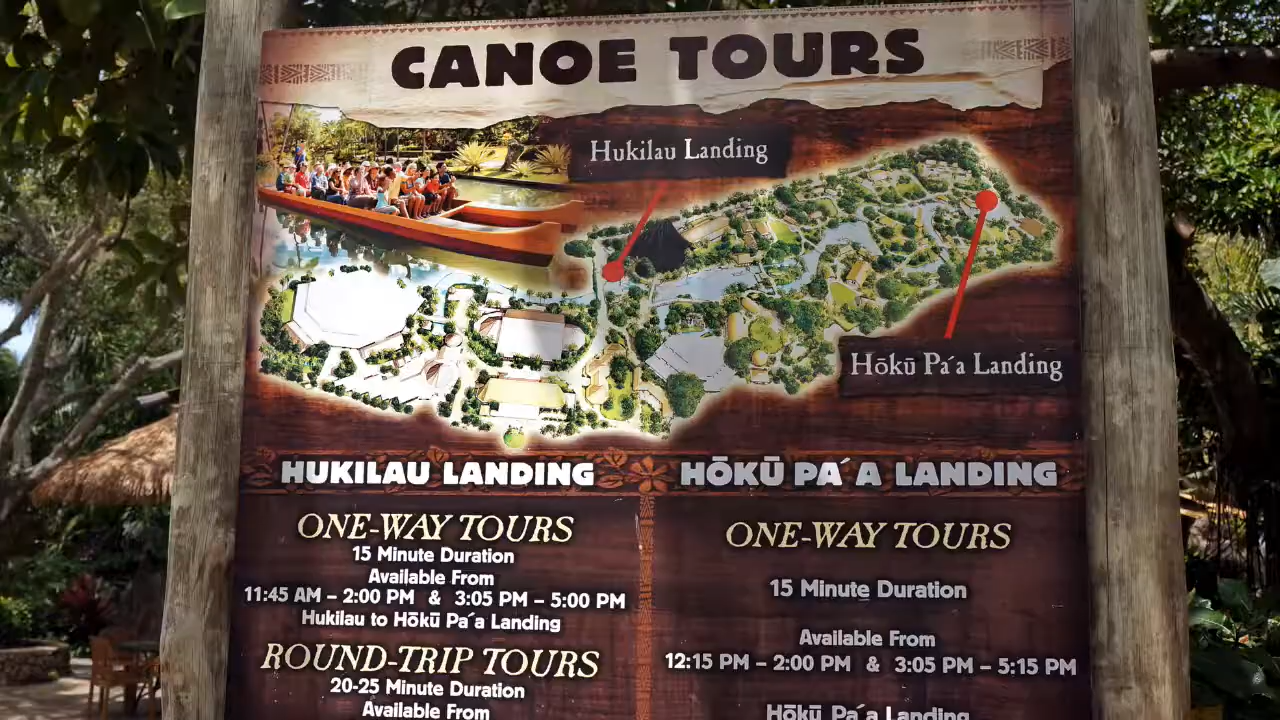 CANOE TOURS
Hukilau Landing
Hōkū Pa´a Landing
HUKILAU LANDING
ONE-WAY TOURS
15 Minute Duration
Available From
11:45 AM – 2:00 PM & 3:05 PM – 5:00 PM
Hukilau to Hōkū Pa´a Landing
ROUND-TRIP TOURS
20-25 Minute Duration
Available From
HŌKŪ PA´A LANDING
ONE-WAY TOURS
15 Minute Duration
Available From
12:15 PM – 2:00 PM & 3:05 PM – 5:15 PM
Hōkū Pa´a Landing